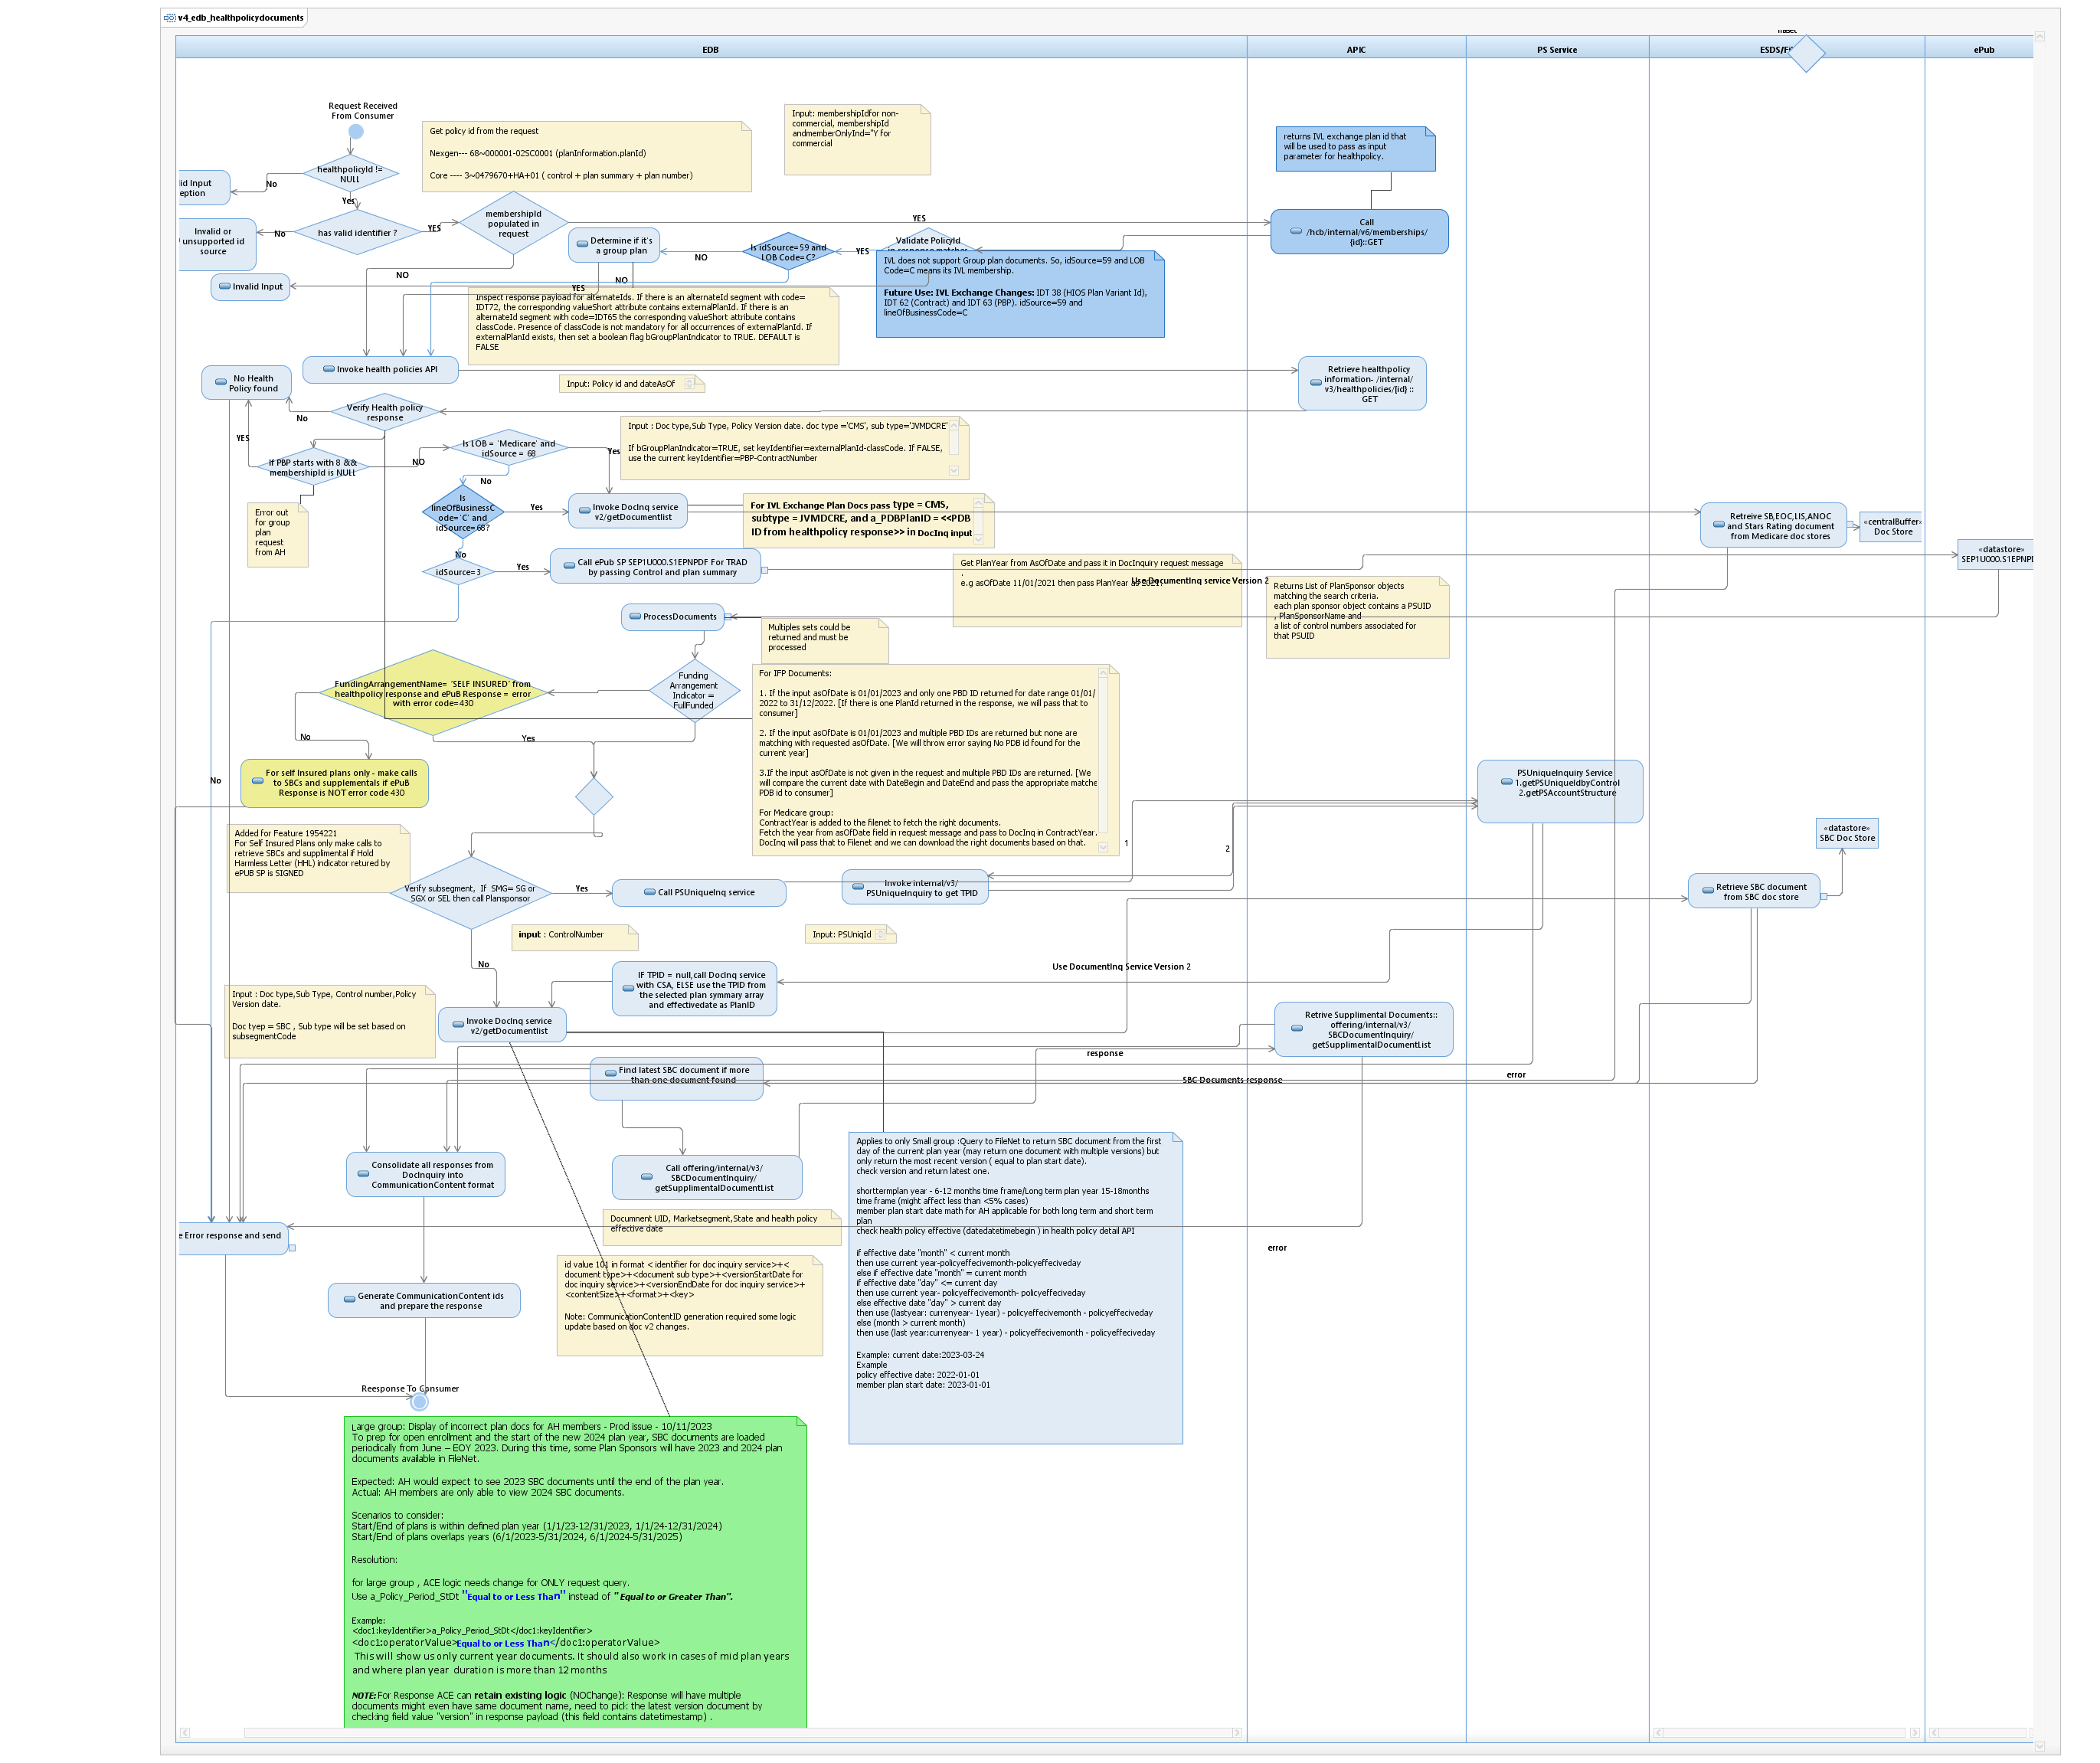 v4_edb_healthpolicydocuments
EDB
APIC
PS Service
ePub
Request Received
From Consumer
Get policy id from the request
Nexgen--- 68~000001-02SC0001 (planInformation.planId)
Core ---- 3~0479670+HA+01 ( control + plan summary + plan number)
Input: membershipIdfor non-
commercial, membershipId
andmemberOnlyInd="Y for
commercial
returns IVL exchange plan id that
will be used to pass as input
parameter for healthpolicy.
healthpolicyId !=
NULL
No
id Input
eption
Yes
has valid identifier ?
YES
No
Invalid or
unsupported id
source
membershipId
populated in
request
YES
NO
Call
/hcb/internal/v6/memberships/
{id}::GET
Determine if it's
a group plan
NO
Is idSource=59 and
LOB Code=C?
YES
Validate PolicyId
in response matches
IVL does not support Group plan documents. So, idSource=59 and LOB
Code=C means its IVL membership.
Future Use: IVL Exchange Changes: IDT 38 (HIOS Plan Variant Id),
IDT 62 (Contract) and IDT 63 (PBP). idSource=59 and
lineOfBusinessCode=C
Invalid Input
NO
YES
Inspect response payload for alternateIds. If there is an alternateId segment with code=
IDT72, the corresponding valueShort attribute contains externalPlanId. If there is an
alternateId segment with code=IDT65 the corresponding valueShort attribute contains
classCode. Presence of classCode is not mandatory for all occurrences of externalPlanId. If
externalPlanId exists, then set a boolean flag bGroupPlanIndicator to TRUE. DEFAULT is
FALSE
Invoke health policies API
Input: Policy id and dateAsOf
Retrieve healthpolicy
information- /internal/
v3/healthpolicies/{id} ::
GET
No Health
Policy found
No
Verify Health policy
response
YES
if PBP starts with 8 &&
membershipId is NULL
NO
Is LOB = 'Medicare' and
idSource = 68
Yes
No
Input : Doc type,Sub Type, Policy Version date. doc type ='CMS', sub type='JVMDCRE'
If bGroupPlanIndicator=TRUE, set keyIdentifier=externalPlanId-classCode. If FALSE,
use the current keyIdentifier=PBP-ContractNumber
Error out
for group
plan
request
from AH
Is
lineOfBusinessC
ode='C' and
idSource=68?
Yes
Invoke DocInq service
v2/getDocumentlist
For IVL Exchange Plan Docs pass type = CMS,
subtype = JVMDCRE, and a_PDBPlanID = <<PDB
ID from healthpolicy response>> in DocInq input
Retreive SB,EOC,LIS,ANOC
and Stars Rating document
from Medicare doc stores
«centralBuffer»
Doc Store
«datastore»
SEP1U000.S1EPNPI
No
idSource=3
Yes
Call ePub SP SEP1U000.S1EPNPDF For TRAD
by passing Control and plan summary
Get PlanYear from AsOfDate and pass it in DocInquiry request message
.
e.g asOfDate 11/01/2021 then pass PlanYear as 2021.
Use DocumentInq service Version 2
Returns List of PlanSponsor objects
matching the search criteria.
each plan sponsor object contains a PSUID
, PlanSponsorName and
a list of control numbers associated for
that PSUID
ProcessDocuments
Multiples sets could be
returned and must be
processed
FundingArrangementName= 'SELF INSURED' from
healthpolicy response and ePuB Response = error
with error code=430
Funding
Arrangement
Indicator =
FullFunded
No
Yes
For IFP Documents:
1. If the input asOfDate is 01/01/2023 and only one PBD ID returned for date range 01/01/
2022 to 31/12/2022. [If there is one PlanId returned in the response, we will pass that to
consumer]
2. If the input asOfDate is 01/01/2023 and multiple PBD IDs are returned but none are
matching with requested asOfDate. [We will throw error saying No PDB id found for the
current year]
3.If the input asOfDate is not given in the request and multiple PBD IDs are returned. [We
will compare the current date with DateBegin and DateEnd and pass the appropriate matche
PDB id to consumer]
For Medicare group:
ContractYear is added to the filenet to fetch the right documents.
Fetch the year from asOfDate field in request message and pass to DocInq in ContractYear.
DocInq will pass that to Filenet and we can download the right documents based on that.
For self Insured plans only - make calls
to SBCs and supplementals if ePub
Response is NOT error code 430
No
PSUniqueInquiry Service
1.getPSUniqueIdbyControl
2.getPSAccountStructure
Added for Feature 1954221
For Self Insured Plans only make calls to
retrieve SBCs and supplimental if Hold
Harmless Letter (HHL) indicator retured by
ePUB SP is SIGNED
«datastore»
SBC Doc Store
1
2
Verify subsegment, If SMG= SG or
SGX or SEL then call Plansponsor
Yes
Call PSUniqueInq service
Invoke internal/v3/
PSUniqueInquiry to get TPID
Retrieve SBC document
from SBC doc store
input : ControlNumber
Input: PSUniqId
No
IF TPID = null,call DocInq service
with CSA, ELSE use the TPID from
the selected plan symmary array
and effectivedate as PlanID
Use DocumentInq Service Version 2
Input : Doc type,Sub Type, Control number,Policy
Version date.
Doc tyep = SBC , Sub type will be set based on
subsegmentCode
Invoke DocInq service
v2/getDocumentlist
Retrive Supplimental Documents::
offering/internal/v3/
SBCDocumentInquiry/
getSupplimentalDocumentList
response
Find latest SBC document if more
than one document found
SBC Documents response
error
Consolidate all responses from
DocInquiry into
CommunicationContent format
Call offering/internal/v3/
SBCDocumentInquiry/
getSupplimentalDocumentList
Applies to only Small group :Query to FileNet to return SBC document from the first
day of the current plan year (may return one document with multiple versions) but
only return the most recent version ( equal to plan start date).
check version and return latest one.
shorttermplan year - 6-12 months time frame/Long term plan year 15-18months
time frame (might affect less than <5% cases)
member plan start date math for AH applicable for both long term and short term
plan
check health policy effective (datedatetimebegin ) in health policy detail API
if effective date "month" < current month
then use current year-policyeffecivemonth-policyeffeciveday
else if effective date "month" = current month
if effective date "day" <= current day
then use current year- policyeffecivemonth- policyeffeciveday
else effective date "day" > current day
then use (lastyear: currenyear- 1year) - policyeffecivemonth - policyeffeciveday
else (month > current month)
then use (last year:currenyear- 1 year) - policyeffecivemonth - policyeffeciveday
Example: current date:2023-03-24
Example
policy effective date: 2022-01-01
member plan start date: 2023-01-01
Documnent UID, Marketsegment,State and health policy
effective date
e Error response and send
error
id value 101 in format < identifier for doc inquiry service>+<
document type>+<document sub type>+<versionStartDate for
doc inquiry service>+<versionEndDate for doc inquiry service>+
<contentSize>+<format>+<key>
Note: CommunicationContentID generation required some logic
update based on doc v2 changes.
Generate CommunicationContent ids
and prepare the response
Reesponse To Consumer
Large group: Display of incorrect plan docs for AH members - Prod issue - 10/11/2023
To prep for open enrollment and the start of the new 2024 plan year, SBC documents are loaded
periodically from June – EOY 2023. During this time, some Plan Sponsors will have 2023 and 2024 plan
documents available in FileNet.
Expected: AH would expect to see 2023 SBC documents until the end of the plan year.
Actual: AH members are only able to view 2024 SBC documents.
Scenarios to consider:
Start/End of plans is within defined plan year (1/1/23-12/31/2023, 1/1/24-12/31/2024)
Start/End of plans overlaps years (6/1/2023-5/31/2024, 6/1/2024-5/31/2025)
Resolution:
for large group , ACE logic needs change for ONLY request query.
Use a_Policy_Period_StDt "Equal to or Less Than" instead of "Equal to or Greater Than".
Example:
<doc1:keyIdentifier>a_Policy_Period_StDt</doc1:keyIdentifier>
<doc1:operatorValue>Equal to or Less Than</doc1:operatorValue>
This will show us only current year documents. It should also work in cases of mid plan years
and where plan year duration is more than 12 months
NOTE: For Response ACE can retain existing logic (NOChange): Response will have multiple
documents might even have same document name, need to pick the latest version document by
checking field value "version" in response payload (this field contains datetimestamp) .